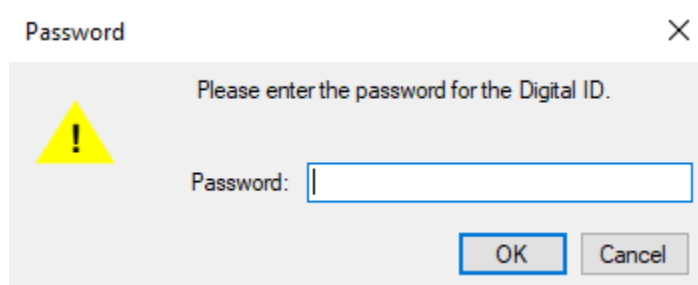 Password
Please enter the password for the Digital ID.
!
Password:
OK Cancel